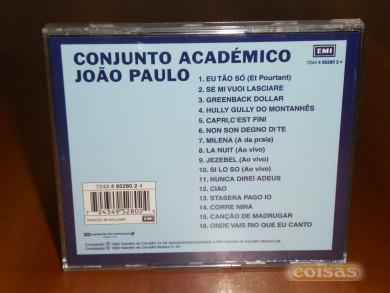 CONJUNTO ACADÉMICO
JOÃO PAULO
EMI
7243 4 95280 2 4
1. EU TÃO SÓ (Et Pourtant)
2. SE MI VUOI LASCIARE
3. GREENBACK DOLLAR
4. HULLY GULLY DO MONTANHÊS
5. CAPRI, C'EST FINI
6. NON SON DEGNO DI TE
7. MILENA (A da praia)
8. LA NUIT (Ao vivo)
9. JEZEBEL (Ao vivo)
10. SI LO SO (Ao vivo)
11. NUNCA DIREI ADEUS
12. CIAO
13. STASERA PAGO IO
14. CORRE NINA
15. CANÇÃO DE MADRUGAR
16. ONDE VAIS RIO QUE EU CANTO
7243 4 95280 2 4
7 24349 52802
EMI
coisas